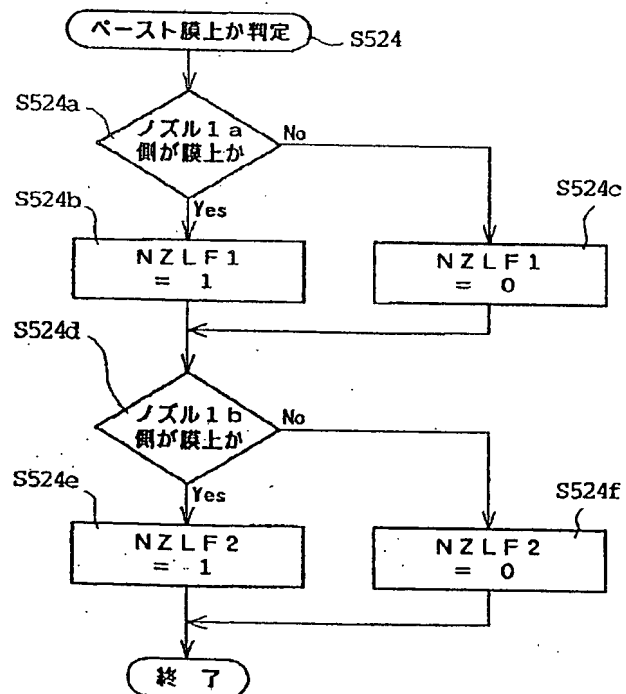 ペースト膜上か判定
S524
S524a
ノズル1a
側が膜上か
No
S524b
Yes
S524c
NZLF1
= 1
NZLF1
= 0
S524d
ノズル1b
側が膜上か
No
S524e
Yes
S524f
NZLF2
= 1
NZLF2
= 0
終了